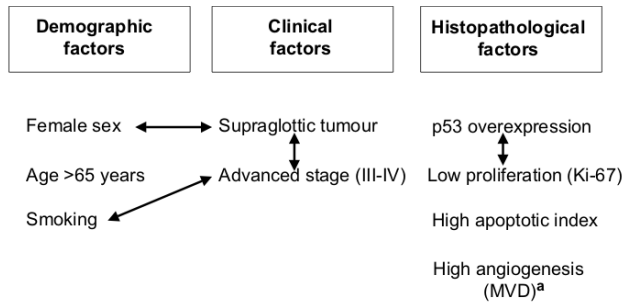 Demographic
factors
Clinical
factors
Histopathological
factors
Female sex
Supraglottic tumour
p53 overexpression
Age >65 years
Advanced stage (III-IV)
Low proliferation (Ki-67)
Smoking
High apoptotic index
High angiogenesis
(MVD)a